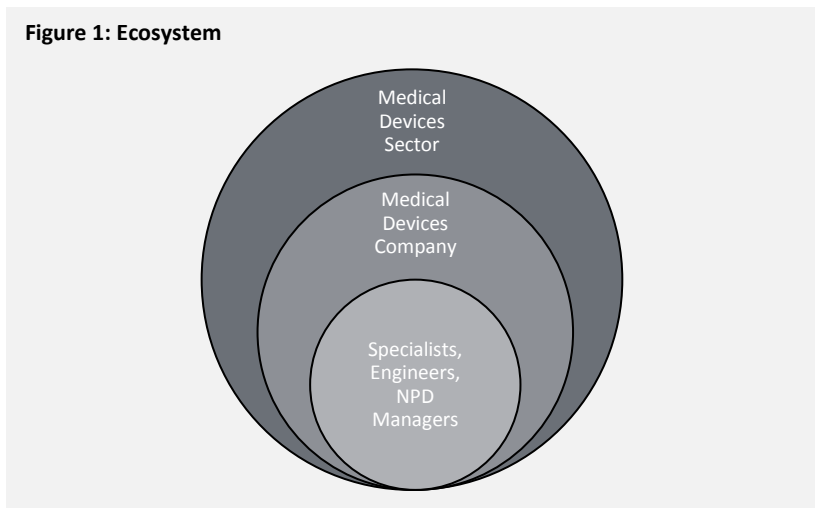 Figure 1: Ecosystem
Medical
Devices
Sector
Medical
Devices
Company
Specialists,
Engineers,
NPD
Managers